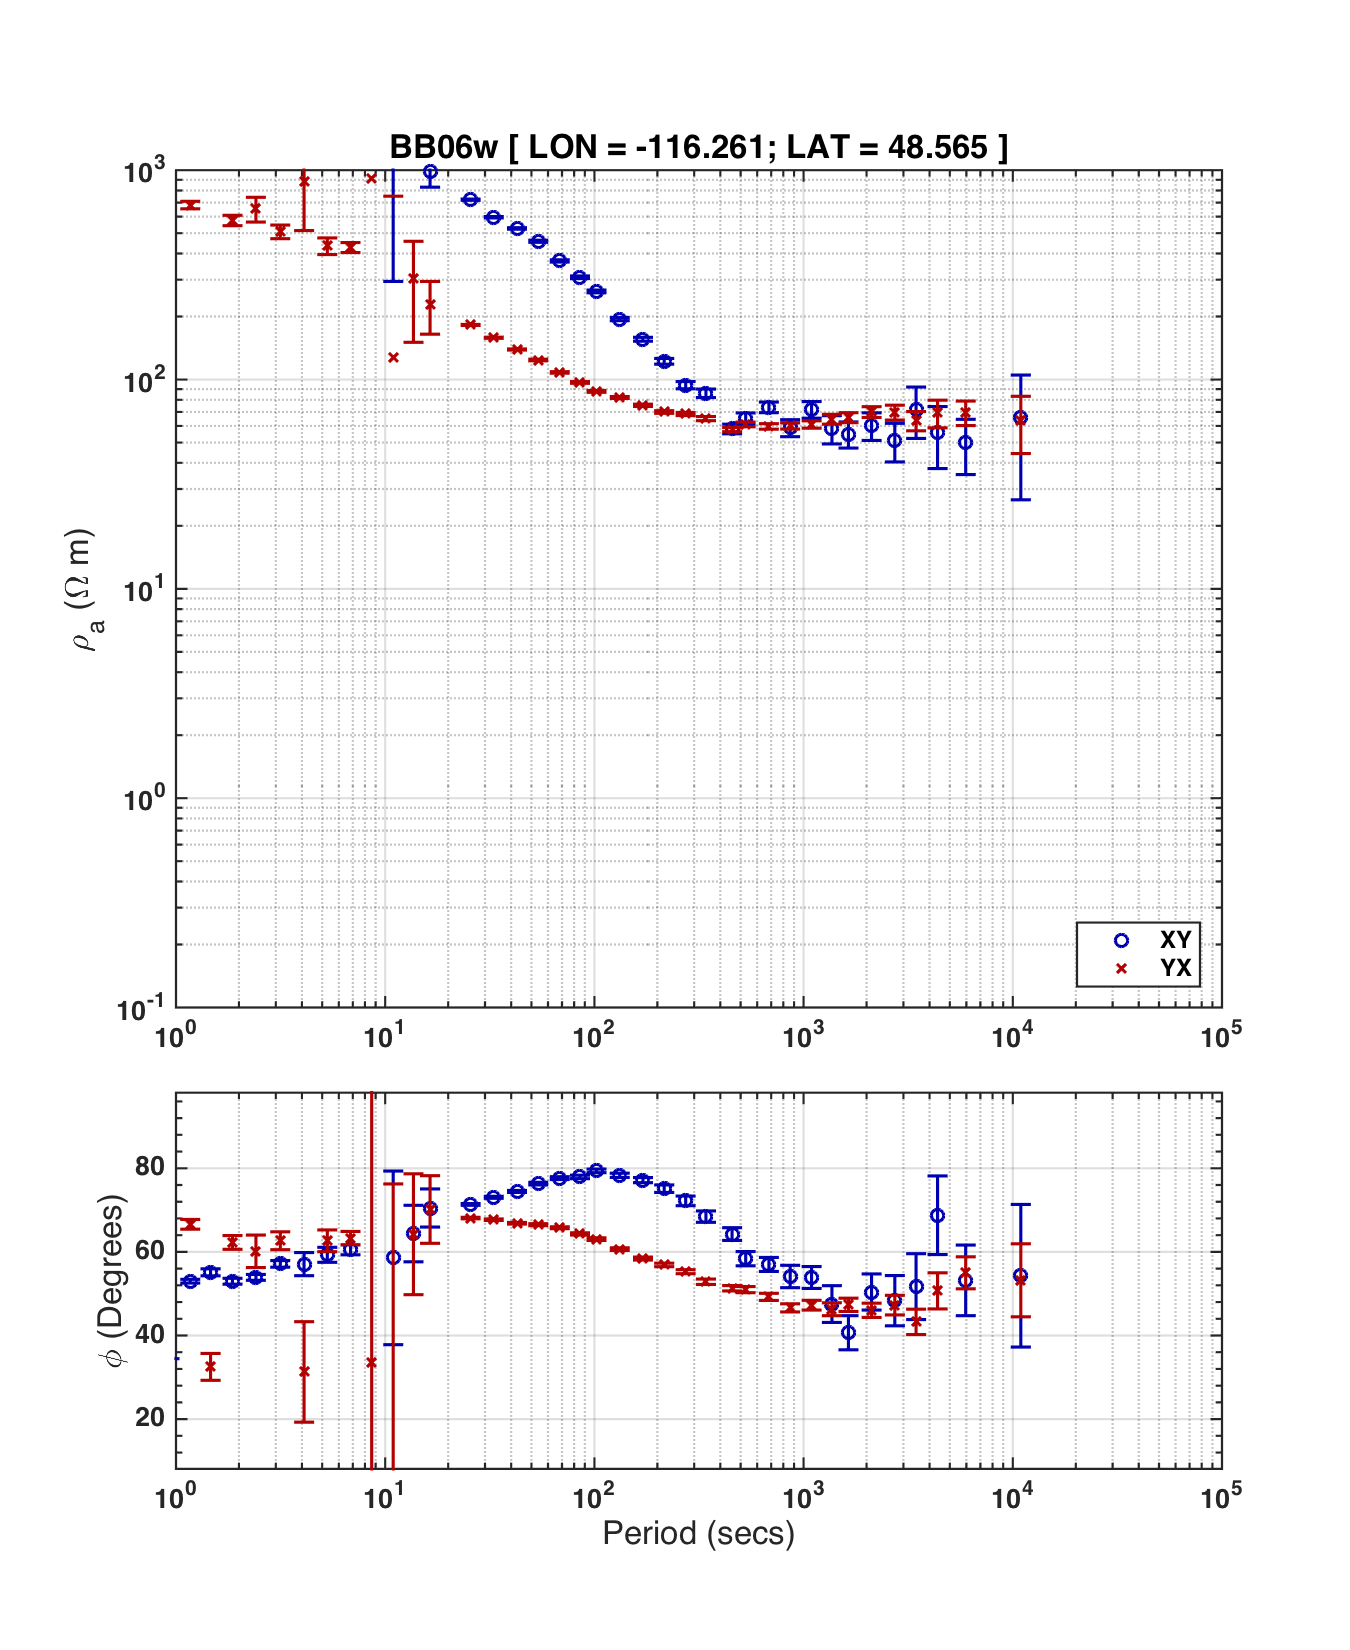 BB06w [ LON = -116.261; LAT = 48.565 ]
10³
10²
10¹
10⁰
10⁻¹
ρa (Ω m)
XY
YX
10⁰ 10¹ 10² 10³ 10⁴ 10⁵
80
60
40
20
ϕ (Degrees)
10⁰ 10¹ 10² 10³ 10⁴ 10⁵
Period (secs)